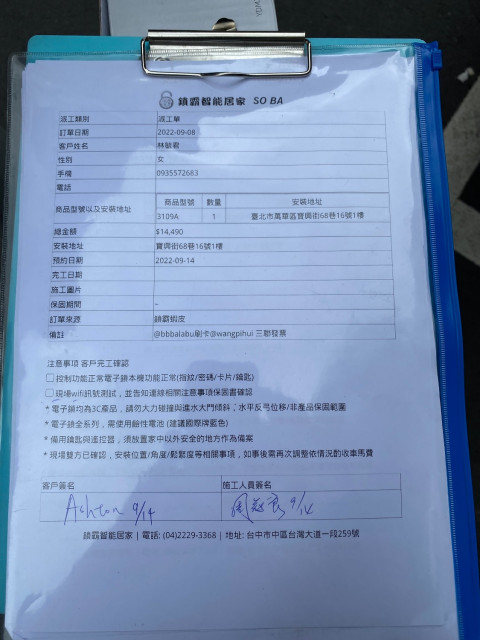 鎖霸智能居家 SO BA
派工類別 派工單
訂單日期 2022-09-08
客戶姓名 林毓君
性別 女
手機 0935572683
電話
商品型號以及安裝地址 商品型號 數量 安裝地址
3109A 1 臺北市萬華區寶興街68巷16號1樓
總金額 $14,490
安裝地址 寶興街68巷16號1樓
預約日期 2022-09-14
完工日期
施工圖片
保固期間 ~
訂單來源 鎖霸蝦皮
備註 @bbbalabu刷卡@wangpihui 三聯發票
注意事項 客戶完工確認
控制功能正常電子鎖本機功能正常(指紋/密碼/卡片/鑰匙)
現場wifi訊號測試，並告知連線相關注意事項保固書確認
* 電子鎖均為3C產品，請勿大力碰撞與進水大門傾斜，水平反弓位移/非產品保固範圍
* 電子鎖全系列，需使用鹼性電池 (建議國際牌藍色)
* 備用鑰匙與遙控器，須放置家中以外安全的地方作為備案
* 現場雙方已確認，安裝位置/角度/鬆緊度等相關事項，如事後需再次調整依情況酌收車馬費
客戶簽名 施工人員簽名
Ashton 9/14 周 9/14
鎖霸智能居家 | 電話: (04)2229-3368 | 地址: 台中市中區台灣大道一段259號